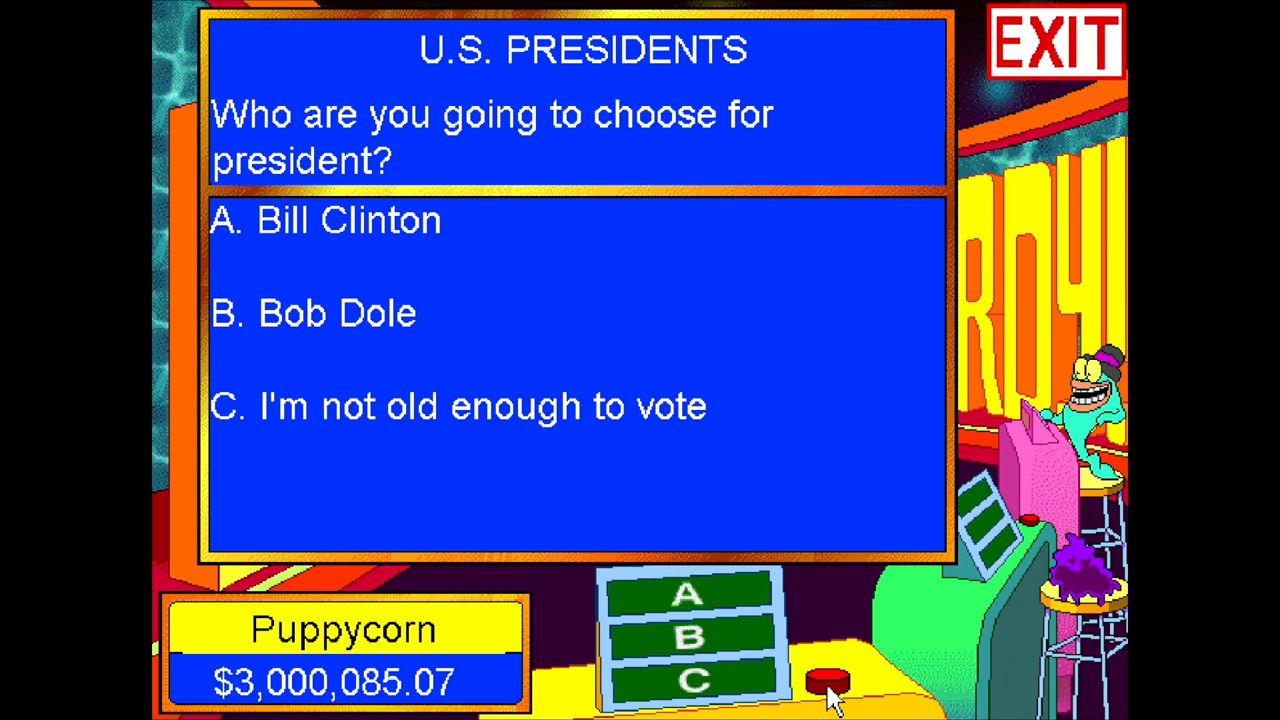 U.S. PRESIDENTS
EXIT
Who are you going to choose for
president?
A. Bill Clinton
B. Bob Dole
C. I'm not old enough to vote
A
B
C
Puppycorn
$3,000,085.07